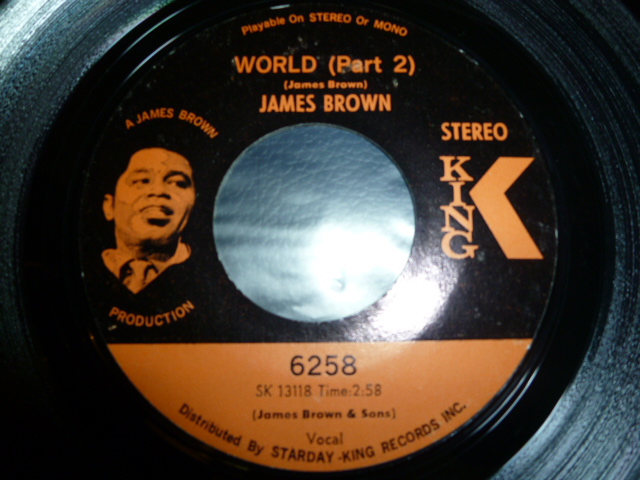 Playable On STEREO Or MONO
WORLD (Part 2)
(James Brown)
JAMES BROWN
A JAMES BROWN
PRODUCTION
STEREO
KING
K
6258
SK 13118 Time:2:58
(James Brown & Sons)
Vocal
Distributed By STARDAY-KING RECORDS INC.